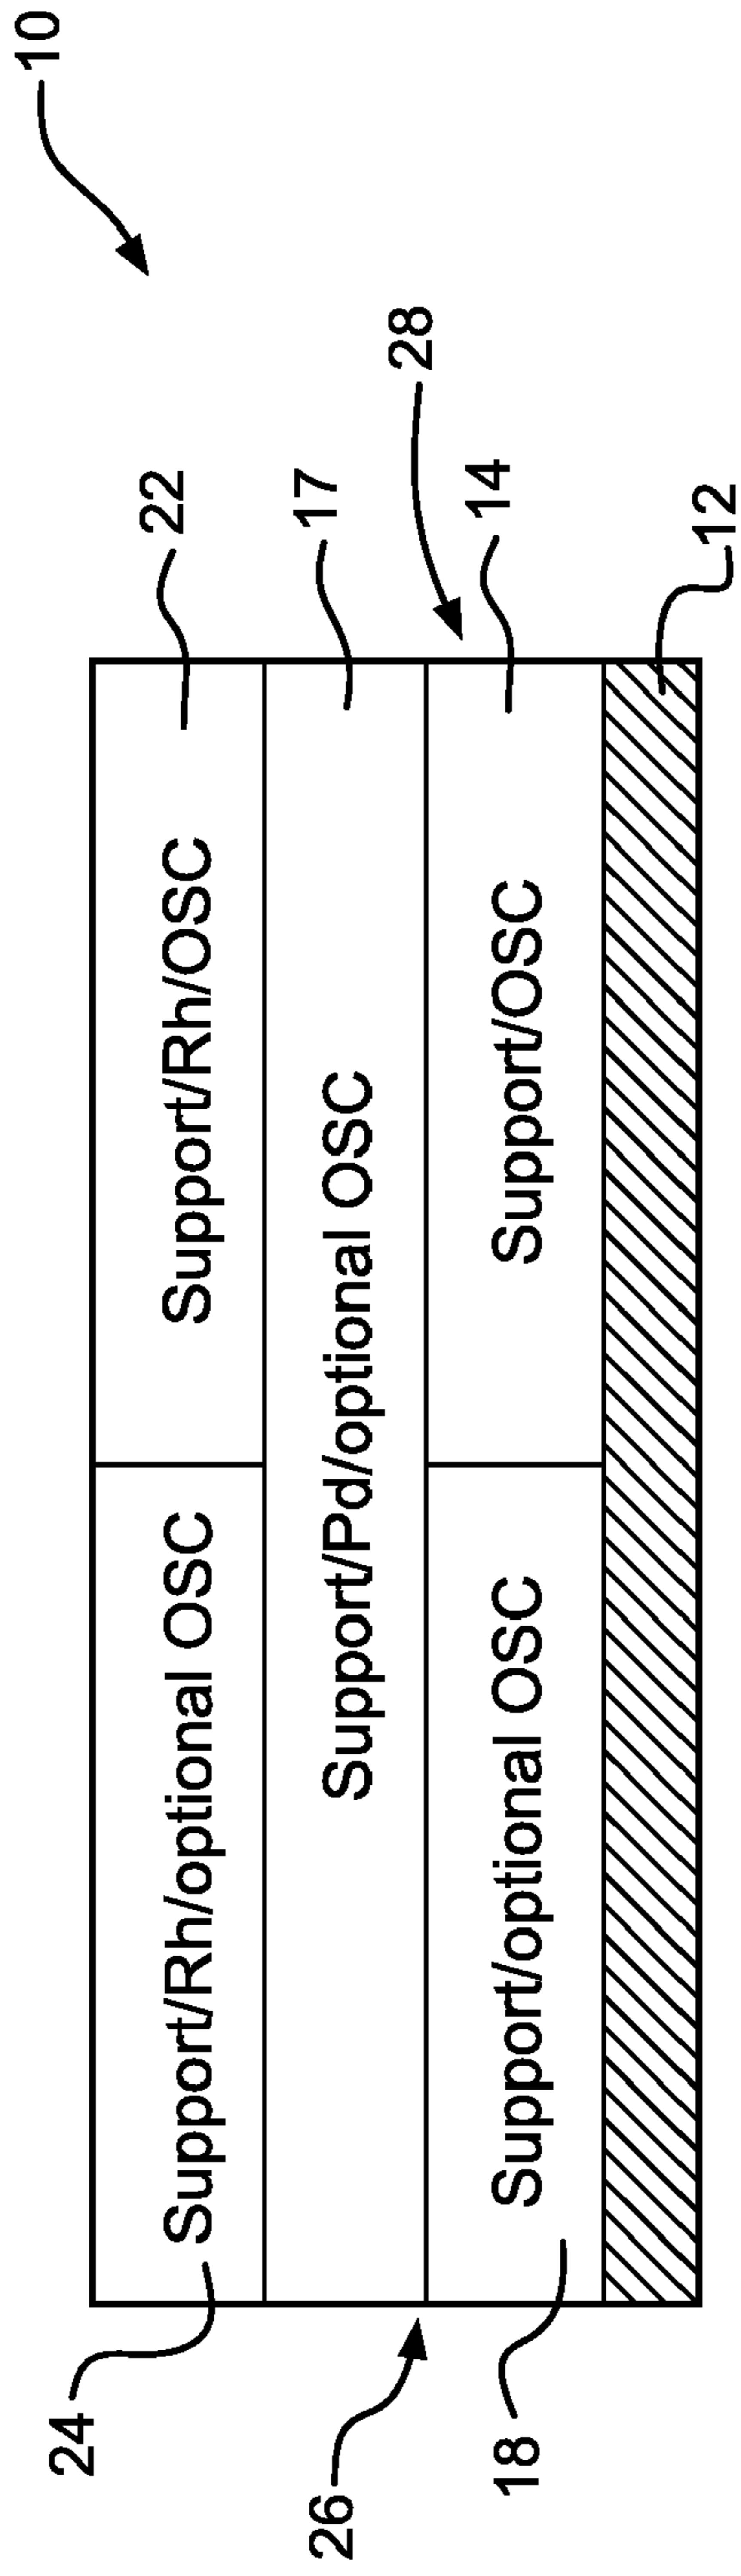 10
24
Support/Rh/optional OSC
Support/Rh/OSC
22
Support/Pd/optional OSC
17
26
28
18
Support/optional OSC
Support/OSC
14
12